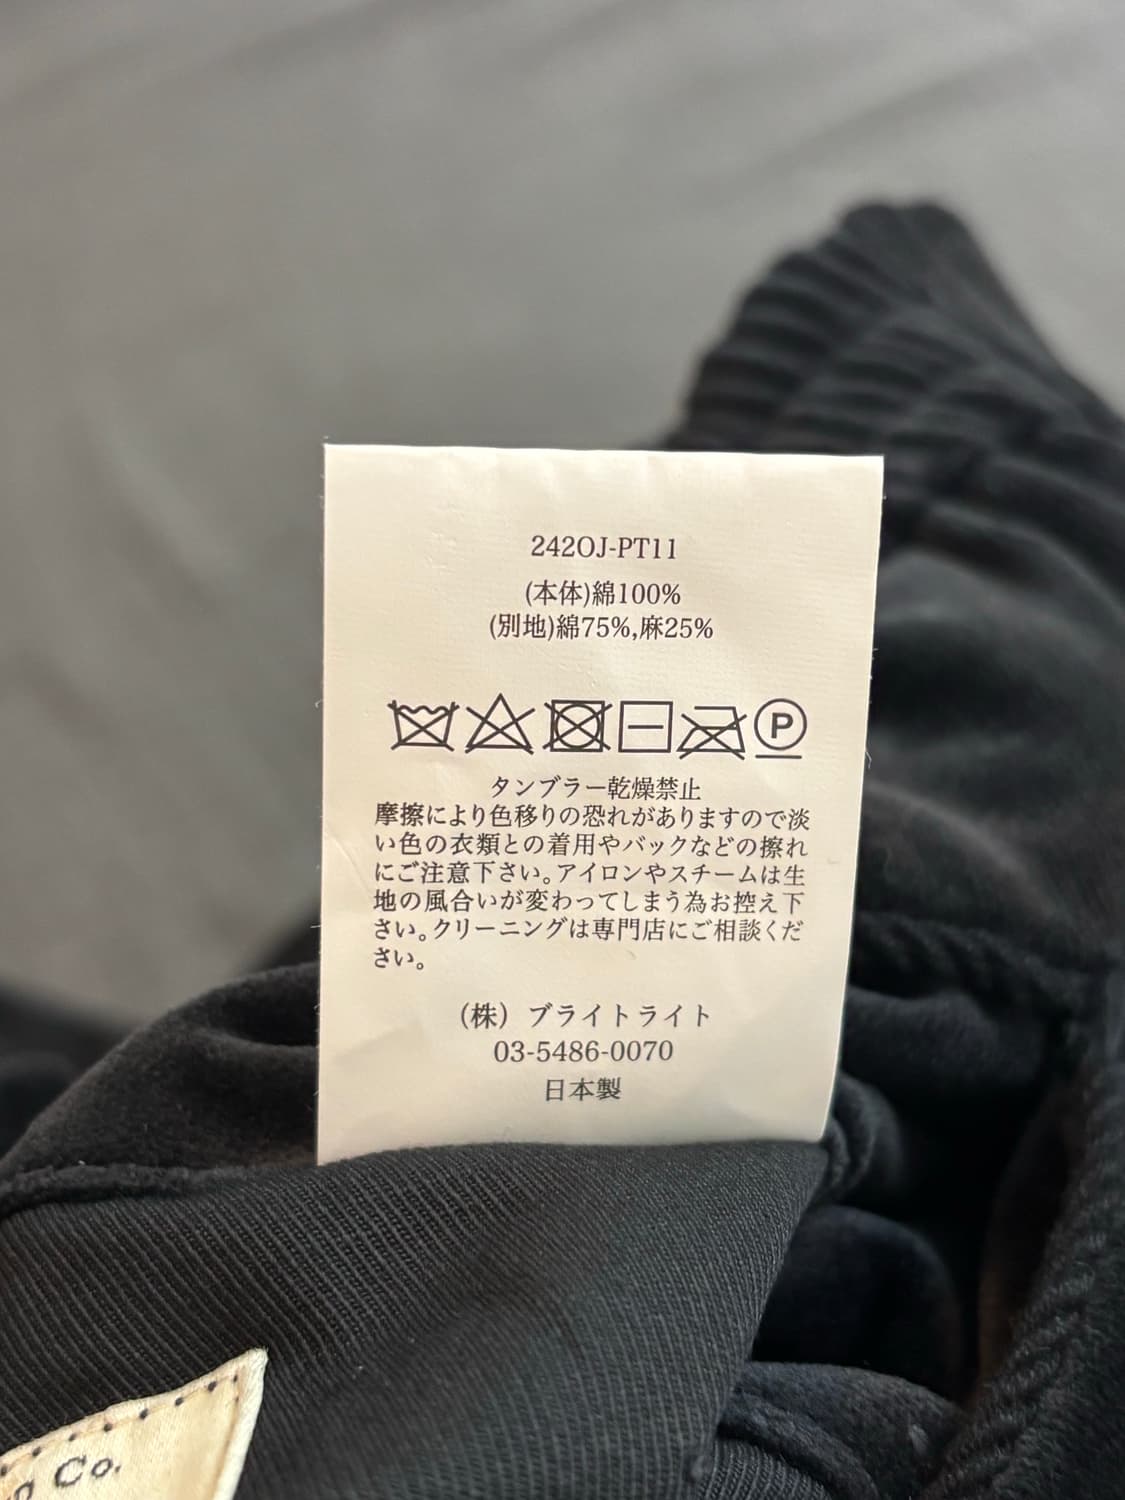 242OJ-PT11
(本体)綿100%
(別地)綿75%,麻25%
P
タンブラー乾燥禁止
摩擦により色移りの恐れがありますので淡
い色の衣類との着用やバックなどの擦れ
にご注意下さい。アイロンやスチームは生
地の風合いが変わってしまう為お控え下
さい。クリーニングは専門店にご相談くだ
さい。
(株) ブライトライト
03-5486-0070
日本製
Co.